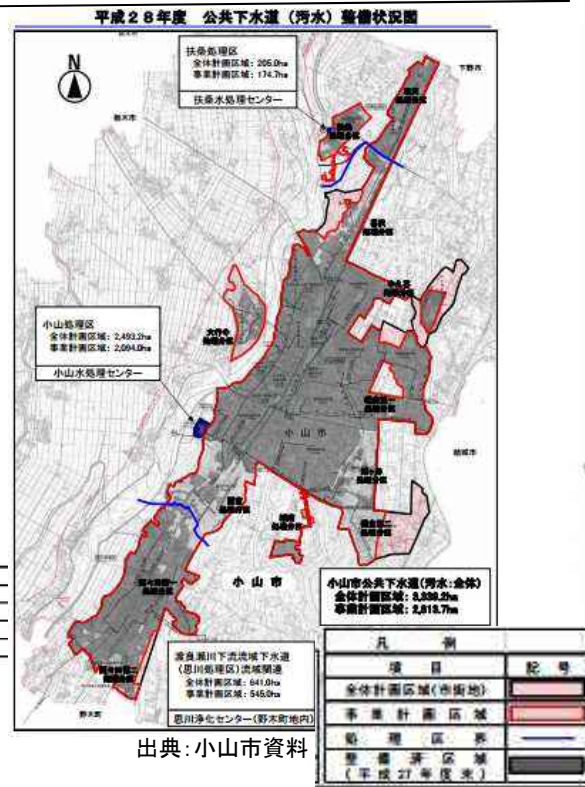 平成28年度 公共下水道(汚水)整備状況図
N
扶桑処理区
全体計画区域: 205.0ha
事業計画区域: 174.7ha
扶桑水処理センター
下野市
栃木市
小山処理区
全体計画区域: 2,493.2ha
事業計画区域: 2,094.0ha
小山水処理センター
大行寺
処理分区
小山市
結城市
小山市
小山市公共下水道(汚水:全体)
全体計画区域: 3,339.2ha
事業計画区域: 2,813.7ha
渡良瀬川下流流域下水道
(思川処理区)流域関連
全体計画区域: 641.0ha
事業計画区域: 545.0ha
思川浄化センター(野木町地内)
野木町
凡例
項目 記号
全体計画区域(市街地)
事業計画区域
処理区界
整備済区域
(平成27年度末)
出典:小山市資料